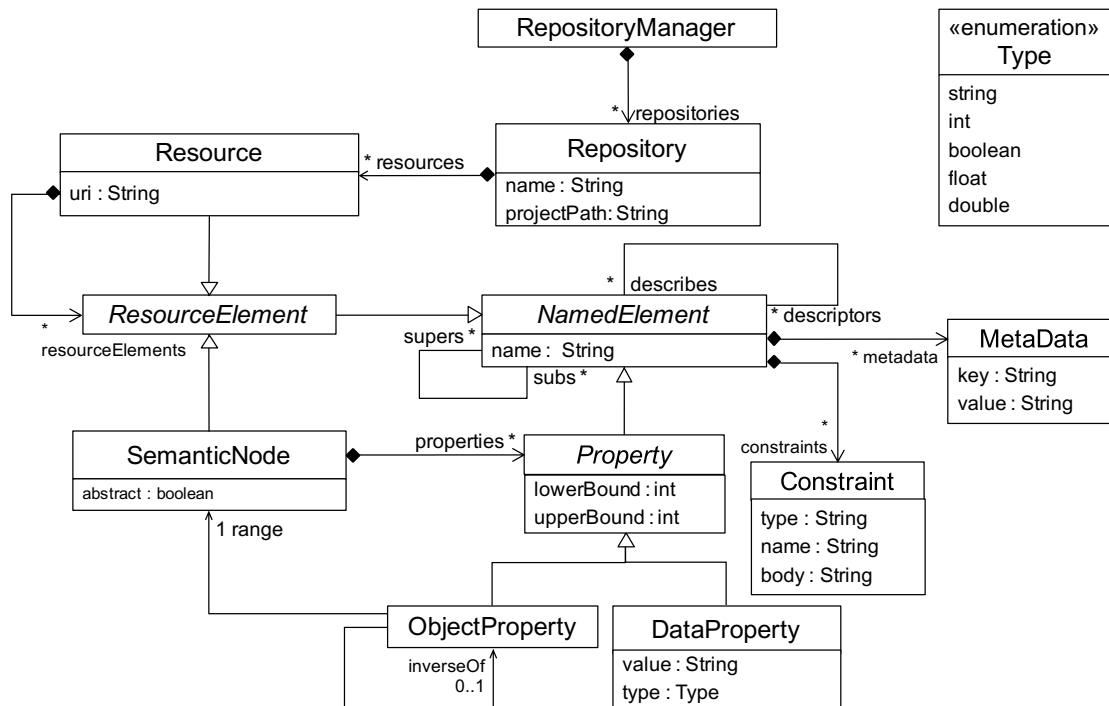 RepositoryManager
«enumeration»
Type
string
int
boolean
float
double
* repositories
Resource
uri : String
* resources
Repository
name : String
projectPath: String
* describes
ResourceElement
*
resourceElements
NamedElement
name : String
* descriptors
supers *
subs *
* metadata
MetaData
key : String
value : String
*
constraints
SemanticNode
abstract : boolean
properties *
Property
lowerBound : int
upperBound : int
Constraint
type : String
name : String
body : String
1 range
ObjectProperty
inverseOf
0..1
DataProperty
value : String
type : Type